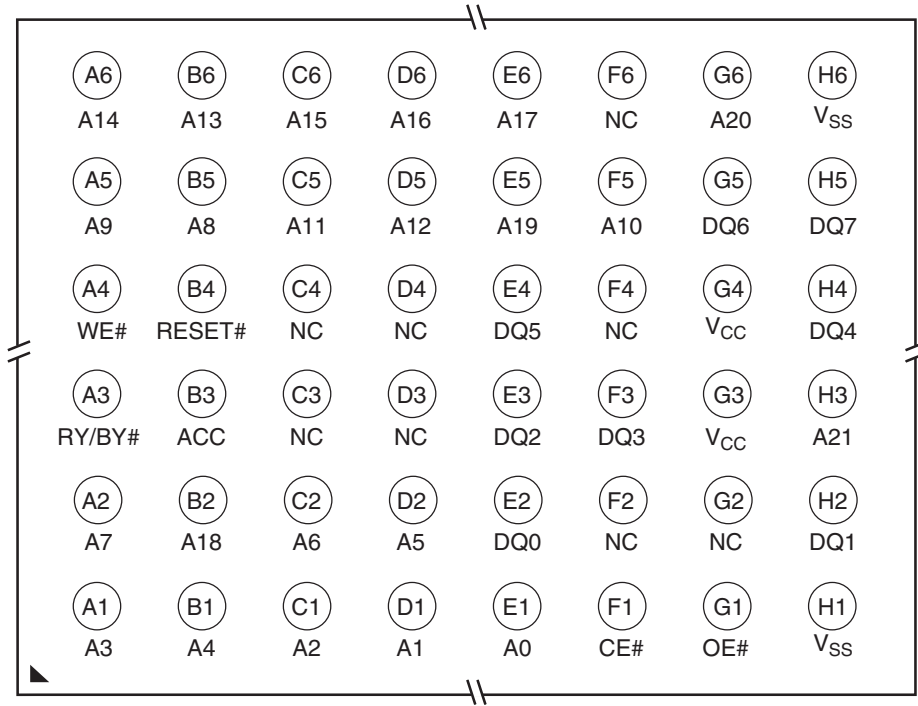 A6 B6 C6 D6 E6 F6 G6 H6
A14 A13 A15 A16 A17 NC A20 VSS
A5 B5 C5 D5 E5 F5 G5 H5
A9 A8 A11 A12 A19 A10 DQ6 DQ7
A4 B4 C4 D4 E4 F4 G4 H4
WE# RESET# NC NC DQ5 NC VCC DQ4
A3 B3 C3 D3 E3 F3 G3 H3
RY/BY# ACC NC NC DQ2 DQ3 VCC A21
A2 B2 C2 D2 E2 F2 G2 H2
A7 A18 A6 A5 DQ0 NC NC DQ1
A1 B1 C1 D1 E1 F1 G1 H1
A3 A4 A2 A1 A0 CE# OE# VSS